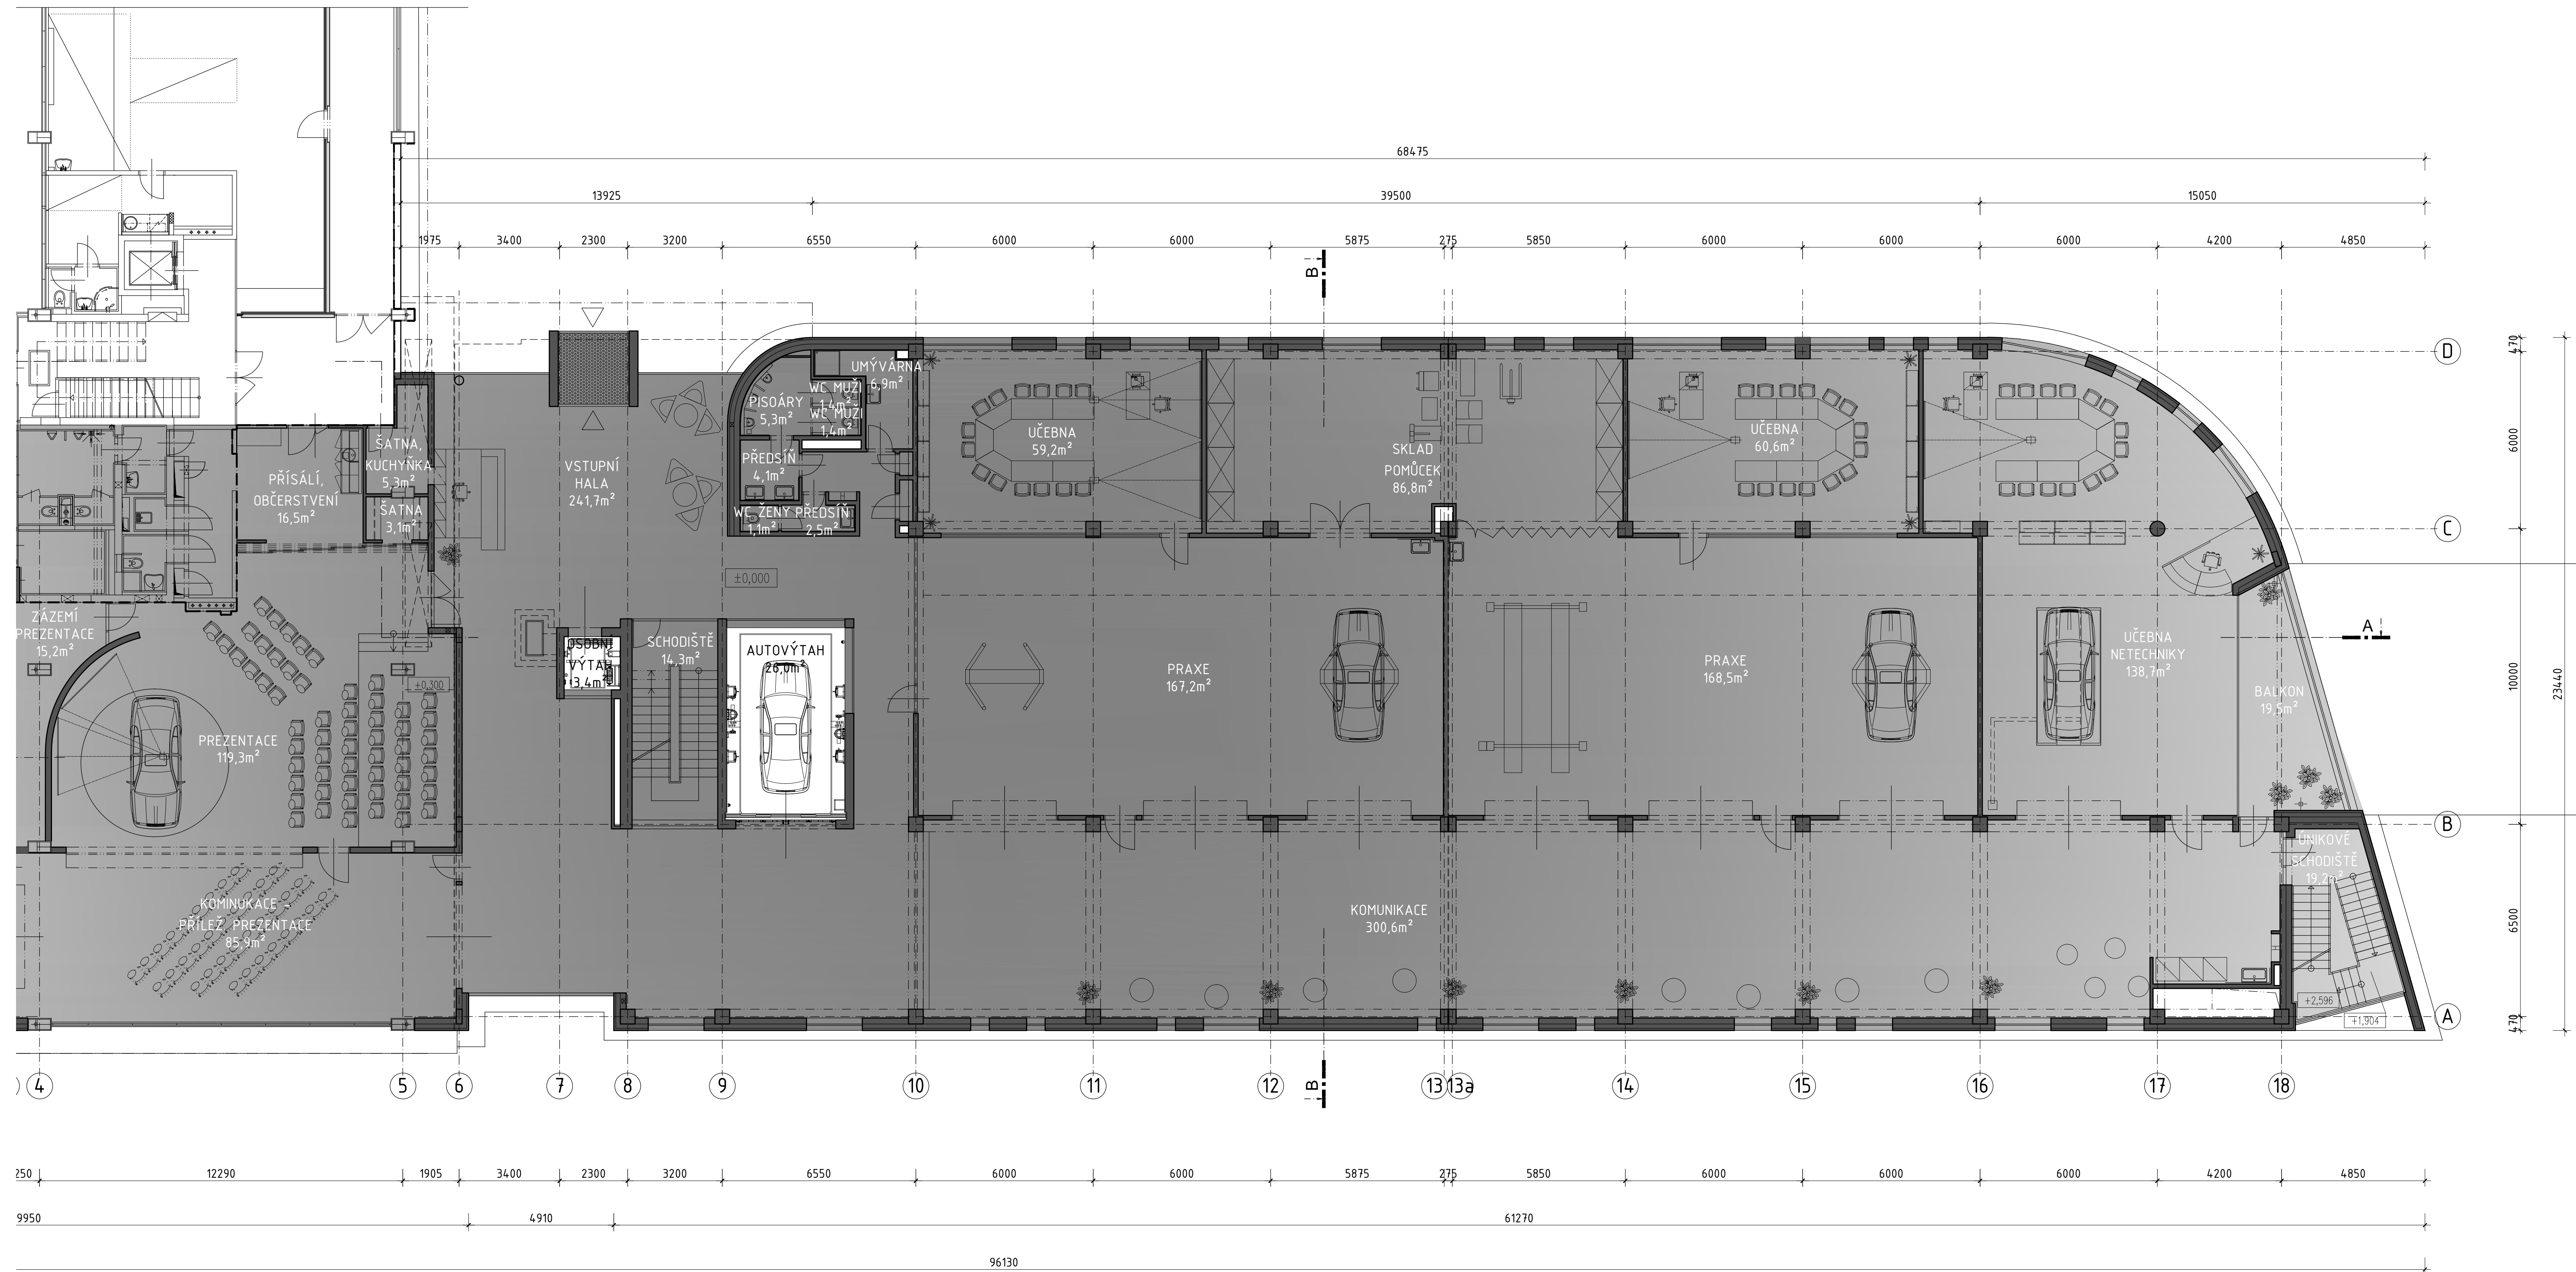 68475
13925 39500 15050
1975 3400 2300 3200 6550 6000 6000 5875 275 5850 6000 6000 6000 4200 4850
B
D
470
UMÝVÁRNA
6,9m²
WC MUŽI
1,4m²
WC MUŽI
1,4m²
PISOÁRY
5,3m²
PŘEDSÍŇ
4,1m²
WC ŽENY
1,1m²
PŘEDSÍŇ
2,5m²
ŠATNA,
KUCHYŇKA
5,3m²
ŠATNA
3,1m²
PŘÍSÁLÍ,
OBČERSTVENÍ
16,5m²
VSTUPNÍ
HALA
241,7m²
UČEBNA
59,2m²
SKLAD
POMŮCEK
86,8m²
UČEBNA
60,6m²
6000
C
±0,000
ZÁZEMÍ
PREZENTACE
15,2m²
OSOBNÍ
VÝTAH
3,4m²
SCHODIŠTĚ
14,3m²
AUTOVÝTAH
26,0m²
PRAXE
167,2m²
PRAXE
168,5m²
UČEBNA
NETECHNIKY
138,7m²
A
BALKON
19,5m²
10000
23440
+0,300
PREZENTACE
119,3m²
B
ÚNIKOVÉ
SCHODIŠTĚ
19,2m²
KOMINUKACE -
PŘÍLEŽ. PREZENTACE
85,9m²
KOMUNIKACE
300,6m²
6500
+2,596
+1,904
A
470
4 5 6 7 8 9 10 11 12 13 13a 14 15 16 17 18
B
250 12290 1905 3400 2300 3200 6550 6000 6000 5875 275 5850 6000 6000 6000 4200 4850
9950 4910 61270
96130